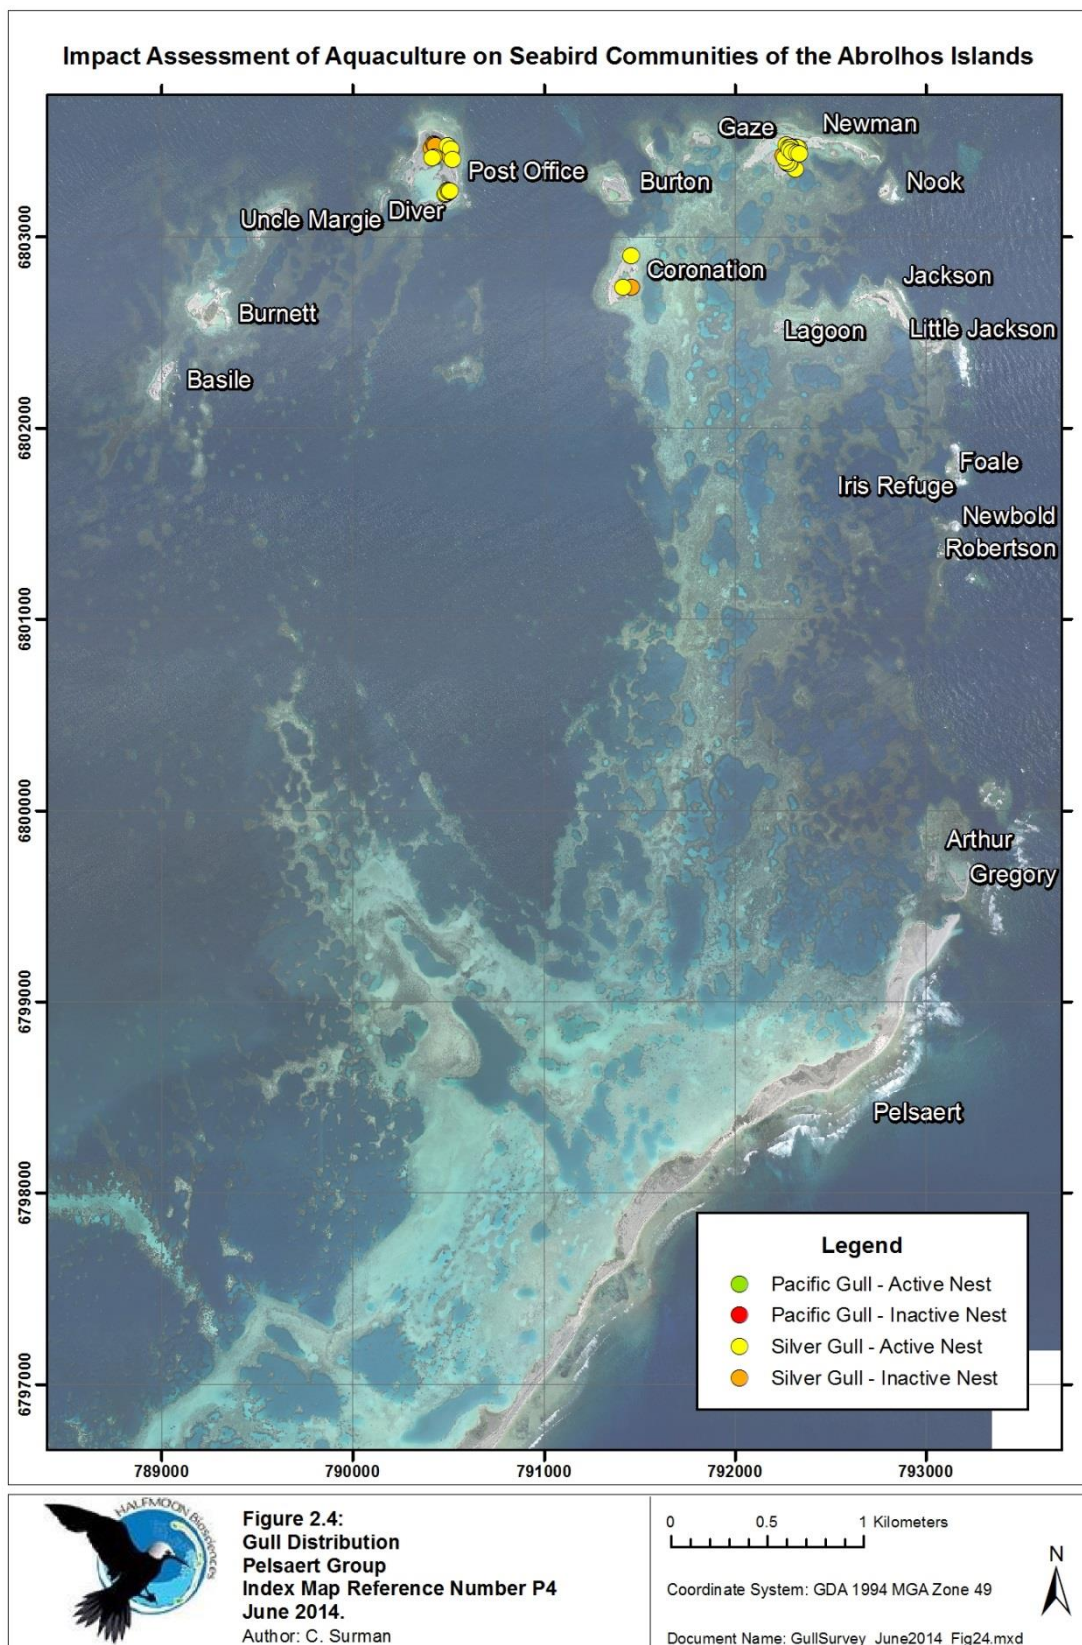 Impact Assessment of Aquaculture on Seabird Communities of the Abrolhos Islands
Gaze
Newman
Post Office
Burton
Nook
Uncle Margie
Diver
6803000
Coronation
Jackson
Burnett
Lagoon
Little Jackson
Basile
6802000
Foale
Iris Refuge
Newbold
Robertson
6801000
6800000
Arthur
Gregory
6799000
Pelsaert
6798000
Legend
Pacific Gull - Active Nest
Pacific Gull - Inactive Nest
Silver Gull - Active Nest
Silver Gull - Inactive Nest
6797000
789000
790000
791000
792000
793000
HALFMOON Biosciences
Figure 2.4:
Gull Distribution
Pelsaert Group
Index Map Reference Number P4
June 2014.
Author: C. Surman
0 0.5 1 Kilometers
Coordinate System: GDA 1994 MGA Zone 49
N
Document Name: GullSurvey_June2014_Fig24.mxd